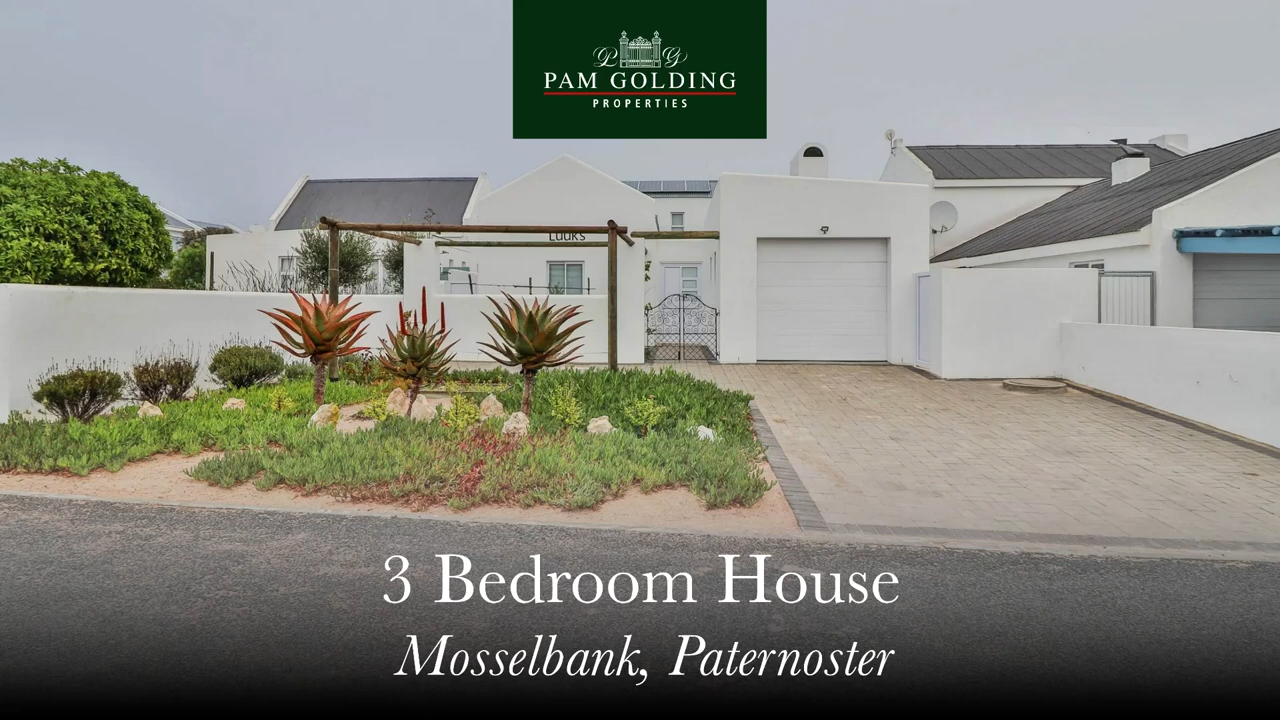 P G
PAM GOLDING
PROPERTIES
Luuks
3 Bedroom House
Mosselbank, Paternoster